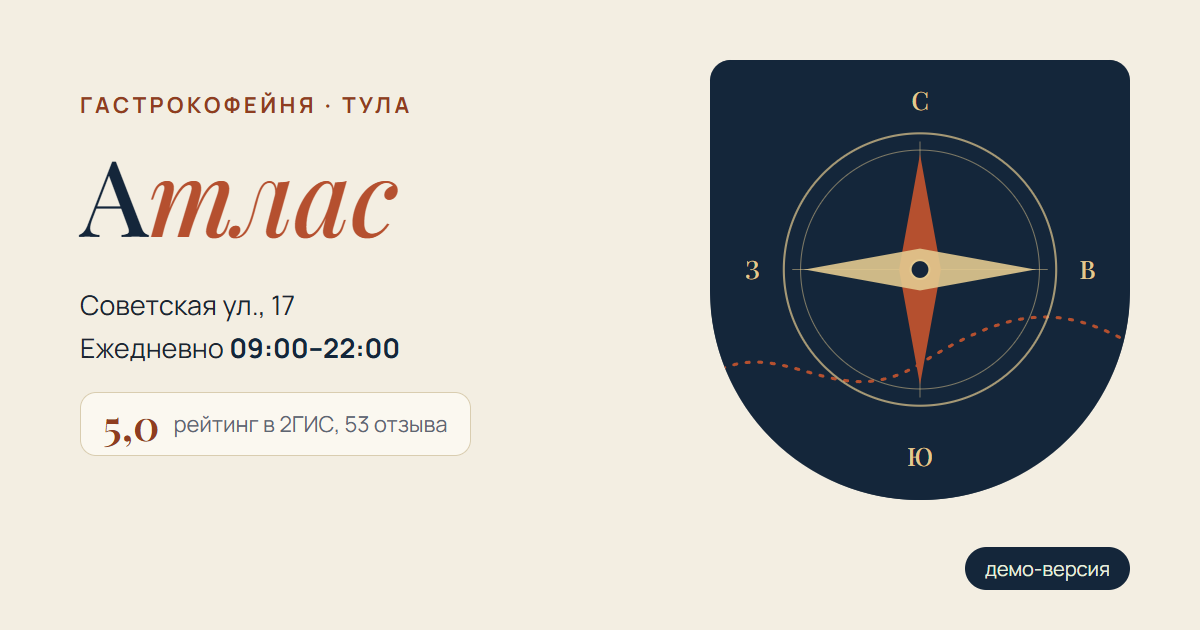 ГАСТРОКОФЕЙНЯ · ТУЛА
Атлас
Советская ул., 17
Ежедневно 09:00–22:00
5,0 рейтинг в 2ГИС, 53 отзыва
С
З
В
Ю
демо-версия